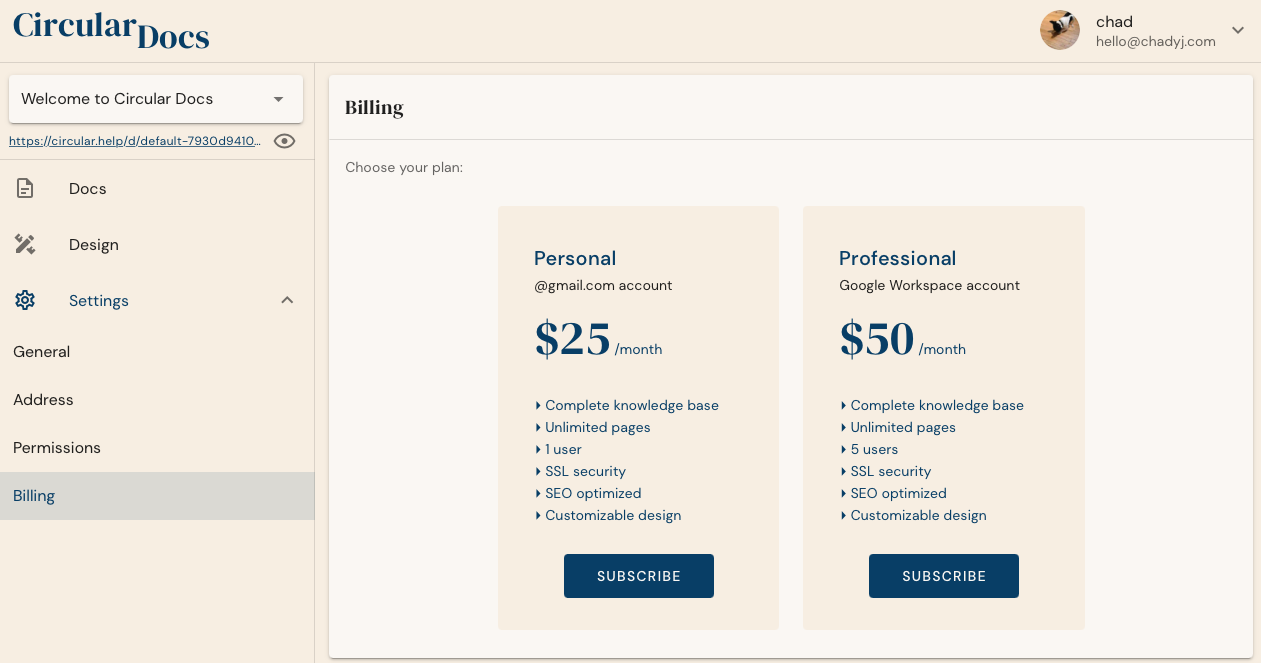 Circular Docs
chad
hello@chadyj.com
Welcome to Circular Docs
https://circular.help/d/default-7930d9410...
Docs
Design
Settings
General
Address
Permissions
Billing
Billing
Choose your plan:
Personal
@gmail.com account
$25 /month
Complete knowledge base
Unlimited pages
1 user
SSL security
SEO optimized
Customizable design
SUBSCRIBE
Professional
Google Workspace account
$50 /month
Complete knowledge base
Unlimited pages
5 users
SSL security
SEO optimized
Customizable design
SUBSCRIBE